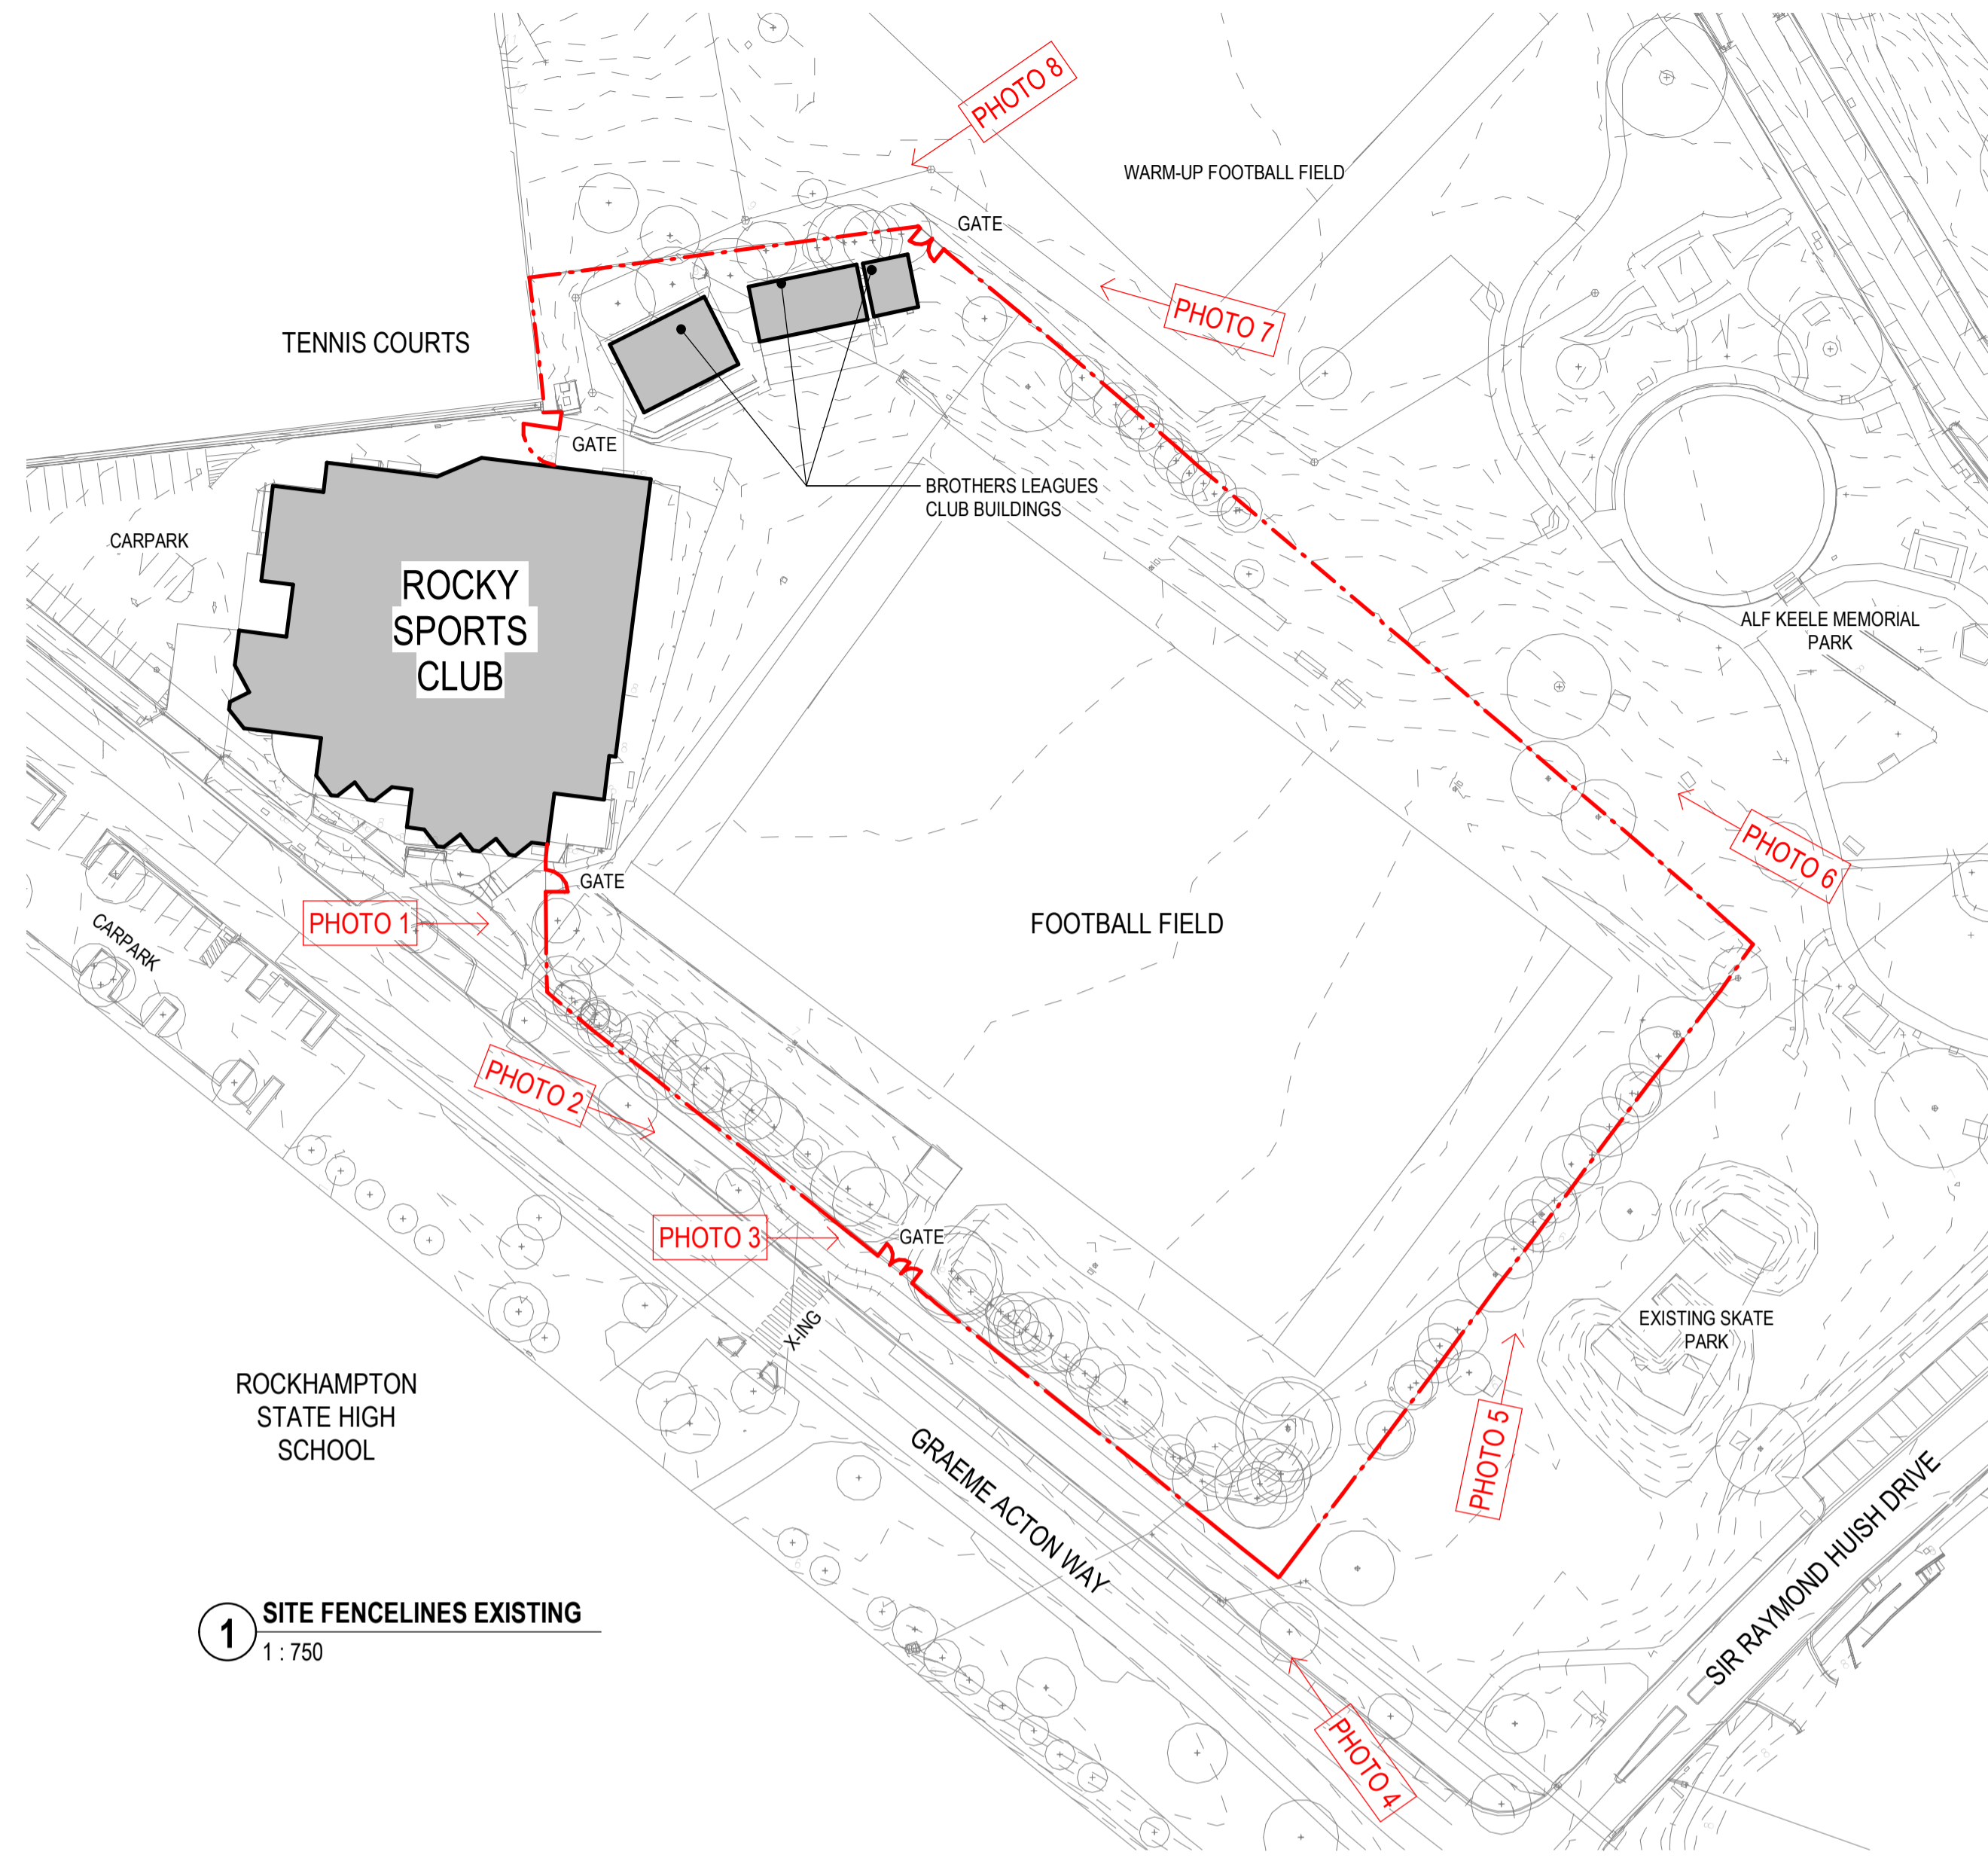 PHOTO 8
WARM-UP FOOTBALL FIELD
GATE
PHOTO 7
TENNIS COURTS
GATE
BROTHERS LEAGUES
CLUB BUILDINGS
CARPARK
ROCKY
SPORTS
CLUB
ALF KEELE MEMORIAL
PARK
PHOTO 6
GATE
PHOTO 1
FOOTBALL FIELD
CARPARK
PHOTO 2
PHOTO 3
GATE
X-ING
EXISTING SKATE
PARK
ROCKHAMPTON
STATE HIGH
SCHOOL
PHOTO 5
GRAEME ACTON WAY
SIR RAYMOND HUISH DRIVE
PHOTO 4
1
SITE FENCELINES EXISTING
1 : 750